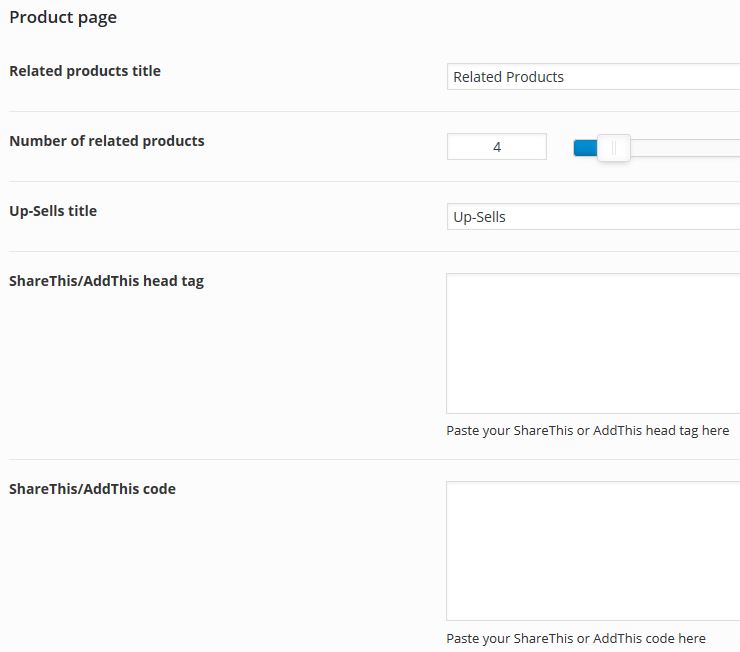 Product page
Related products title
Related Products
Number of related products
4
Up-Sells title
Up-Sells
ShareThis/AddThis head tag
Paste your ShareThis or AddThis head tag here
ShareThis/AddThis code
Paste your ShareThis or AddThis code here